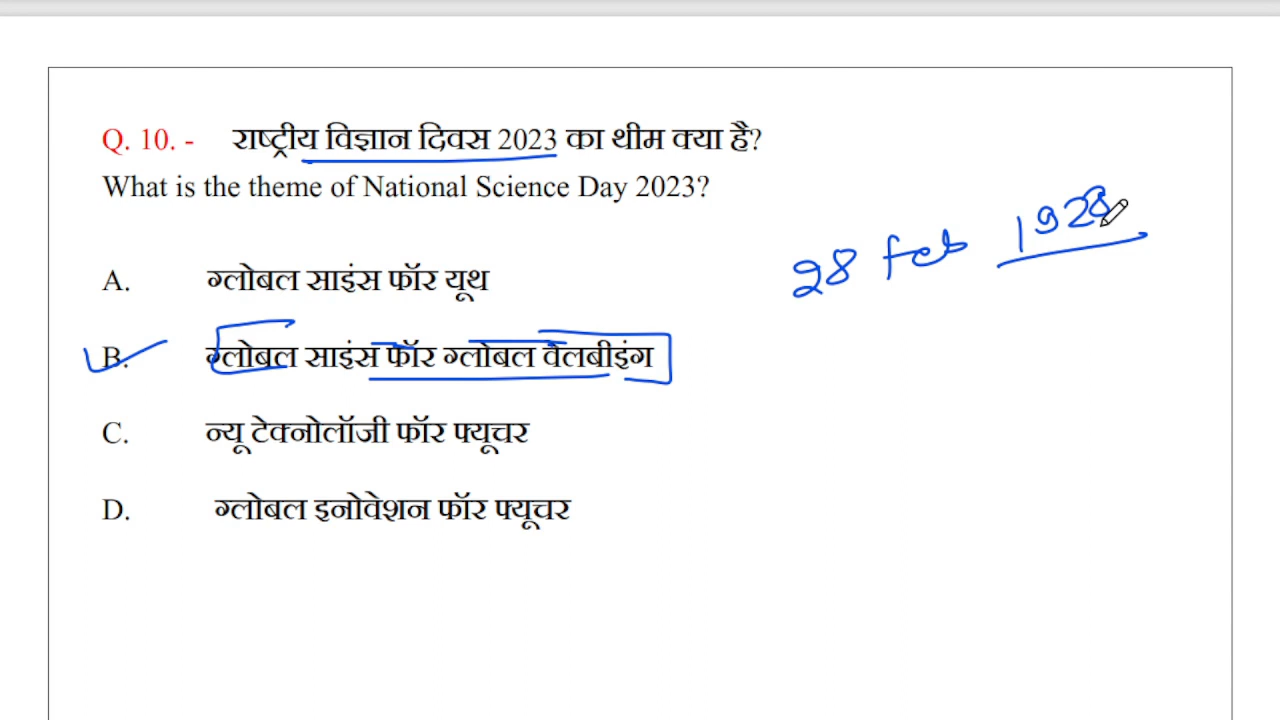 Q. 10. - राष्ट्रीय विज्ञान दिवस 2023 का थीम क्या है?
What is the theme of National Science Day 2023?
28 Feb 1928
A. ग्लोबल साइंस फॉर यूथ
B. ग्लोबल साइंस फॉर ग्लोबल वेलबीइंग
C. न्यू टेक्नोलॉजी फॉर फ्यूचर
D. ग्लोबल इनोवेशन फॉर फ्यूचर